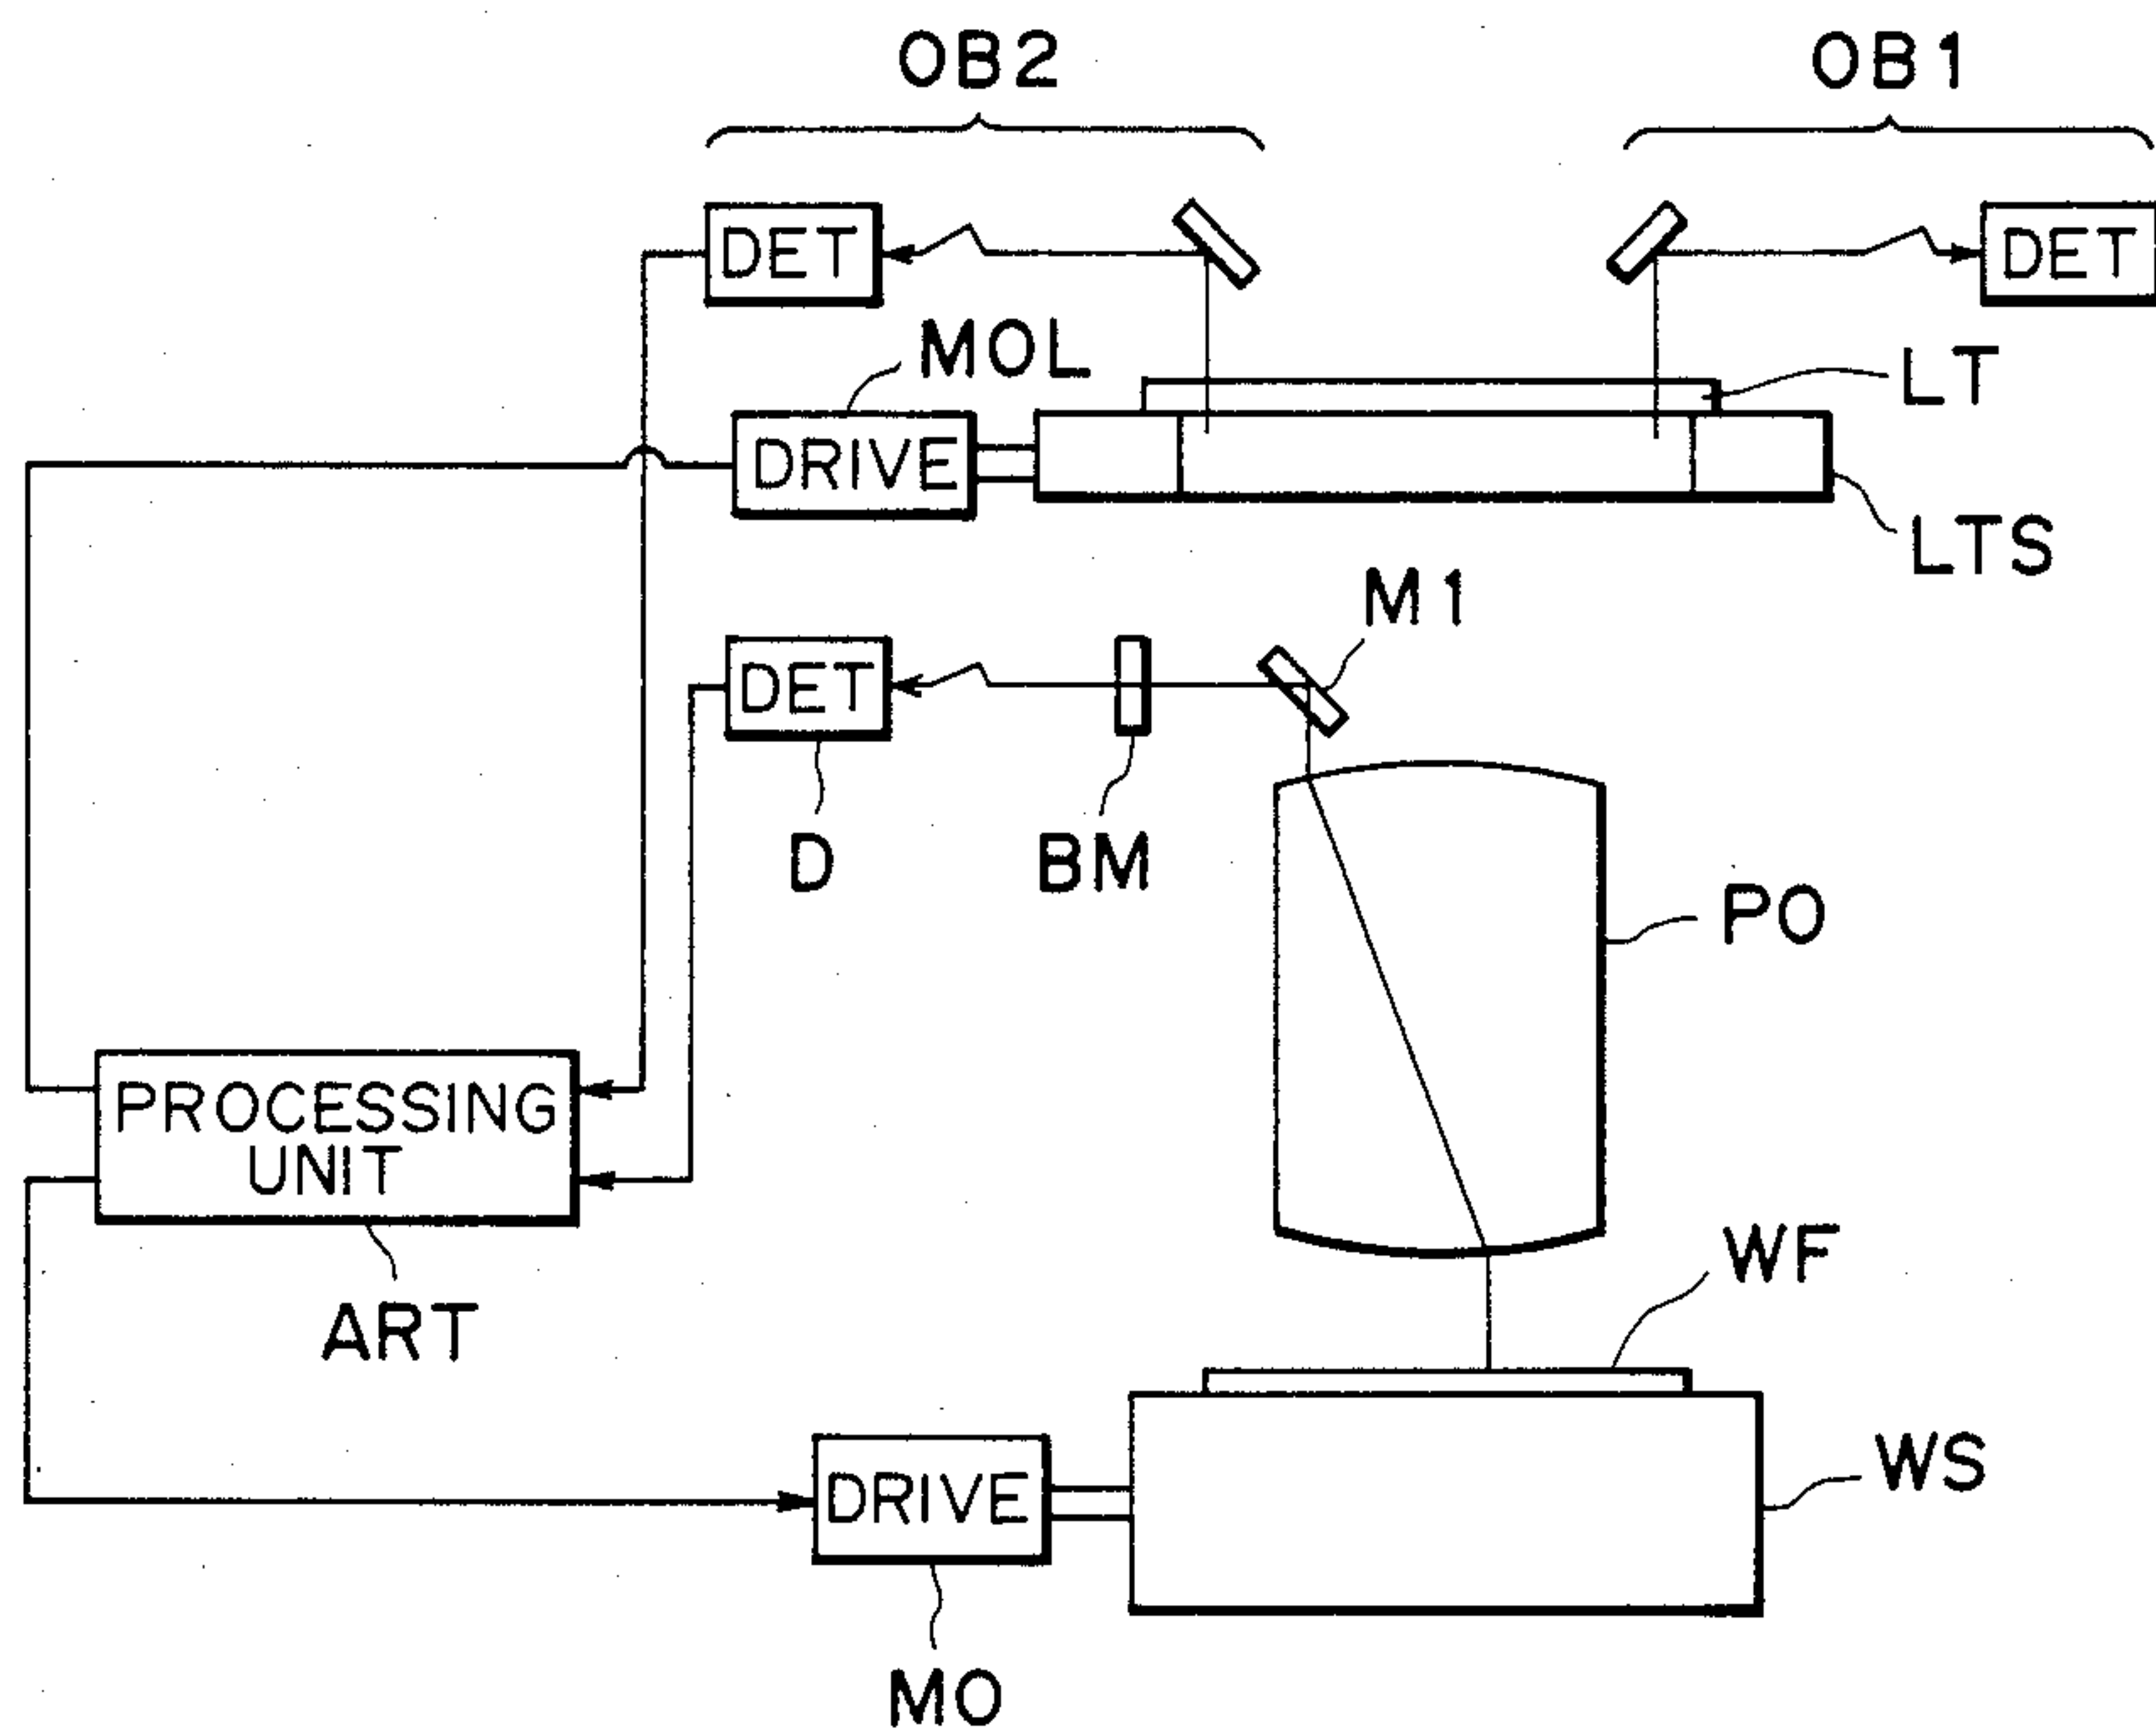 OB2
OB1
DET
DET
MOL
LT
DRIVE
LTS
M1
DET
D
BM
PO
PROCESSING
UNIT
WF
ART
WS
DRIVE
MO